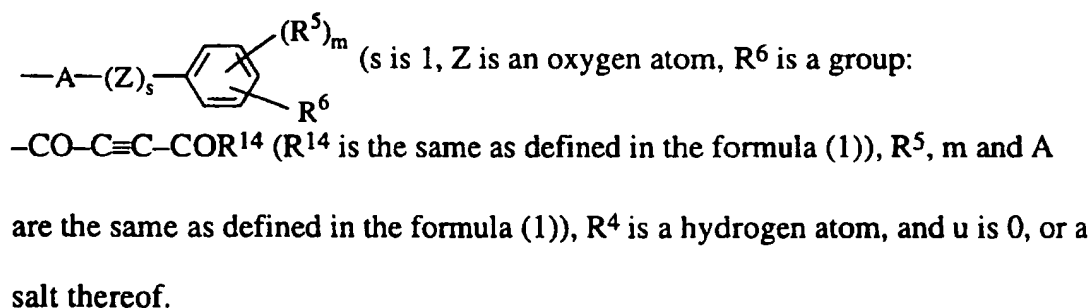 —A—(Z)s— (R⁵)m (s is 1, Z is an oxygen atom, R⁶ is a group:
R⁶
–CO–C≡C–COR¹⁴ (R¹⁴ is the same as defined in the formula (1)), R⁵, m and A
are the same as defined in the formula (1)), R⁴ is a hydrogen atom, and u is 0, or a
salt thereof.